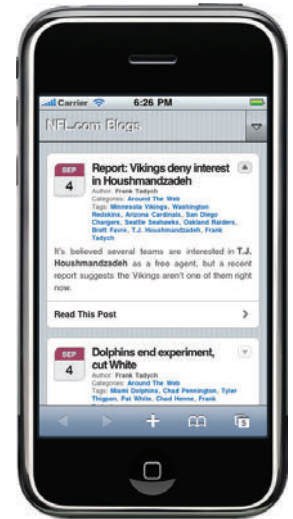 Carrier 6:26 PM
NFL.com Blogs
SEP
4
Report: Vikings deny interest
in Houshmandzadeh
Author: Frank Tadych
Categories: Around The Web
Tags: Minnesota Vikings, Washington
Redskins, Arizona Cardinals, San Diego
Chargers, Seattle Seahawks, Oakland Raiders,
Brett Favre, T.J. Houshmandzadeh, Frank
Tadych
It's believed several teams are interested in T.J.
Houshmandzadeh as a free agent, but a recent
report suggests the Vikings aren't one of them right
now.
Read This Post
SEP
4
Dolphins end experiment,
cut White
Author: Frank Tadych
Categories: Around The Web
Tags: Miami Dolphins, Chad Pennington, Tyler
Thigpen, Pat White, Chad Henne, Frank
5